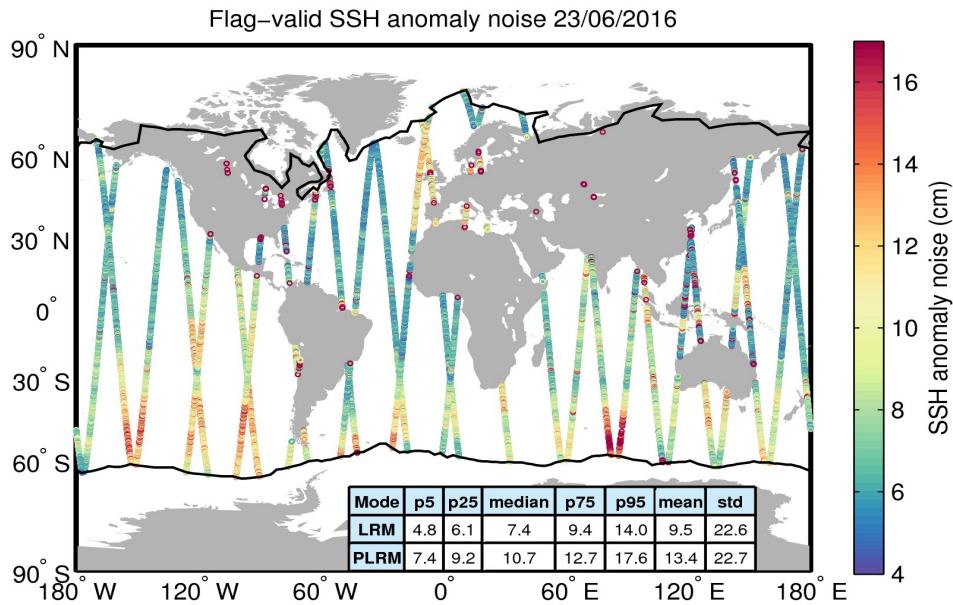 Flag−valid SSH anomaly noise 23/06/2016
90° N
60° N
30° N
0°
30° S
60° S
90° S
180° W
120° W
60° W
0°
60° E
120° E
180° E
Mode p5 p25 median p75 p95 mean std
LRM 4.8 6.1 7.4 9.4 14.0 9.5 22.6
PLRM 7.4 9.2 10.7 12.7 17.6 13.4 22.7
16
14
12
10
8
6
4
SSH anomaly noise (cm)